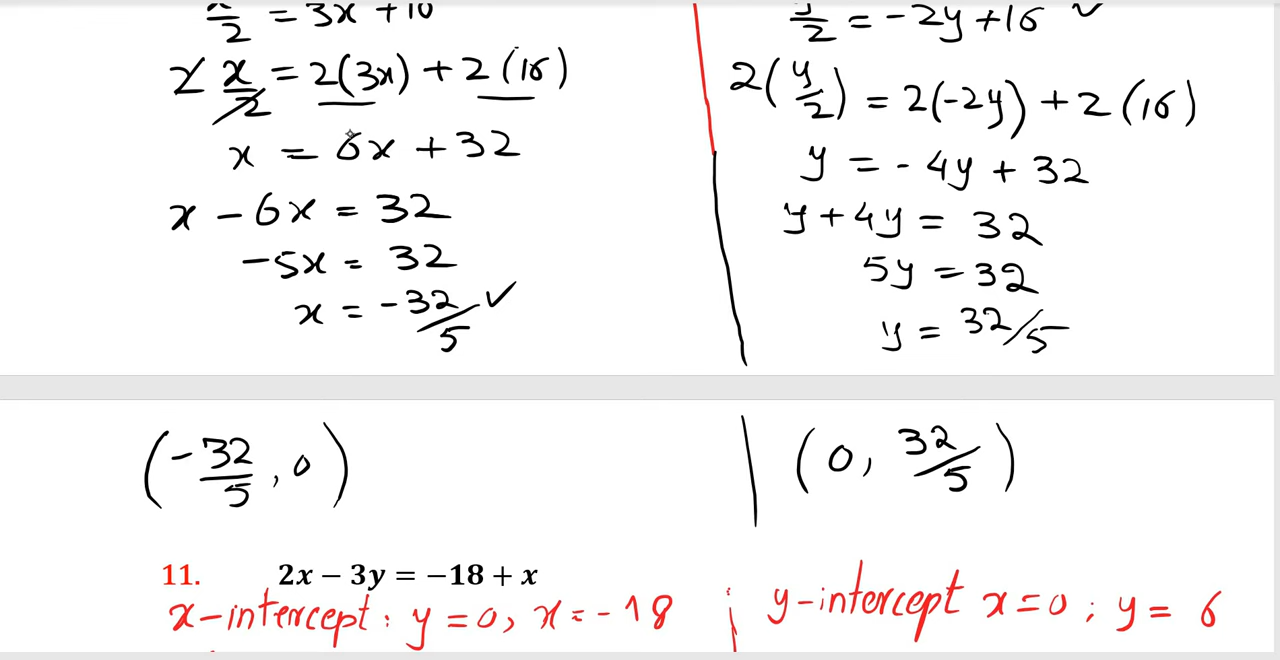 x/2 = 3x + 16
2 x/2 = 2(3x) + 2(16)
x = 6x + 32
x - 6x = 32
-5x = 32
x = -32/5 ✓
y/2 = -2y + 16 ✓
2(y/2) = 2(-2y) + 2(16)
y = -4y + 32
y + 4y = 32
5y = 32
y = 32/5
(-32/5, 0)
(0, 32/5)
11. 2x − 3y = −18 + x
x-intercept: y = 0, x = -18
y-intercept x = 0; y = 6